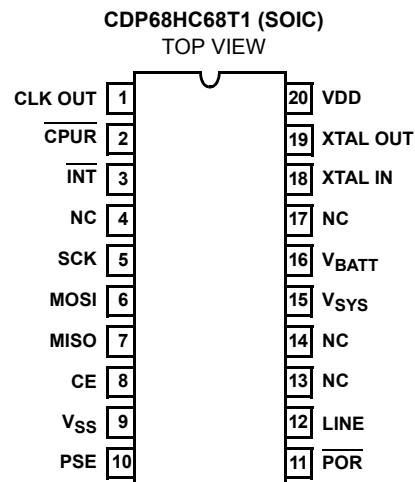 CDP68HC68T1 (SOIC)
TOP VIEW
CLK OUT 1 20 VDD
CPUR 2 19 XTAL OUT
INT 3 18 XTAL IN
NC 4 17 NC
SCK 5 16 VBATT
MOSI 6 15 VSYS
MISO 7 14 NC
CE 8 13 NC
VSS 9 12 LINE
PSE 10 11 POR